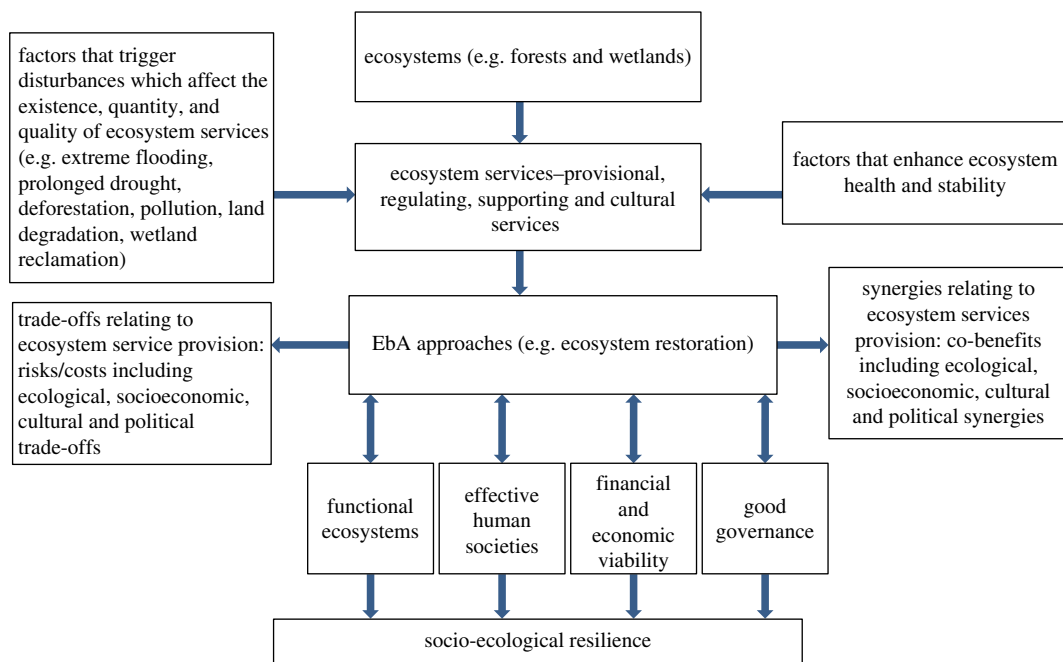 ecosystems (e.g. forests and wetlands)
factors that trigger
disturbances which affect the
existence, quantity, and
quality of ecosystem services
(e.g. extreme flooding,
prolonged drought,
deforestation, pollution, land
degradation, wetland
reclamation)
ecosystem services–provisional,
regulating, supporting and cultural
services
factors that enhance ecosystem
health and stability
trade-offs relating to
ecosystem service provision:
risks/costs including
ecological, socioeconomic,
cultural and political
trade-offs
EbA approaches (e.g. ecosystem restoration)
synergies relating to
ecosystem services
provision: co-benefits
including ecological,
socioeconomic, cultural
and political synergies
functional
ecosystems
effective
human
societies
financial
and
economic
viability
good
governance
socio-ecological resilience